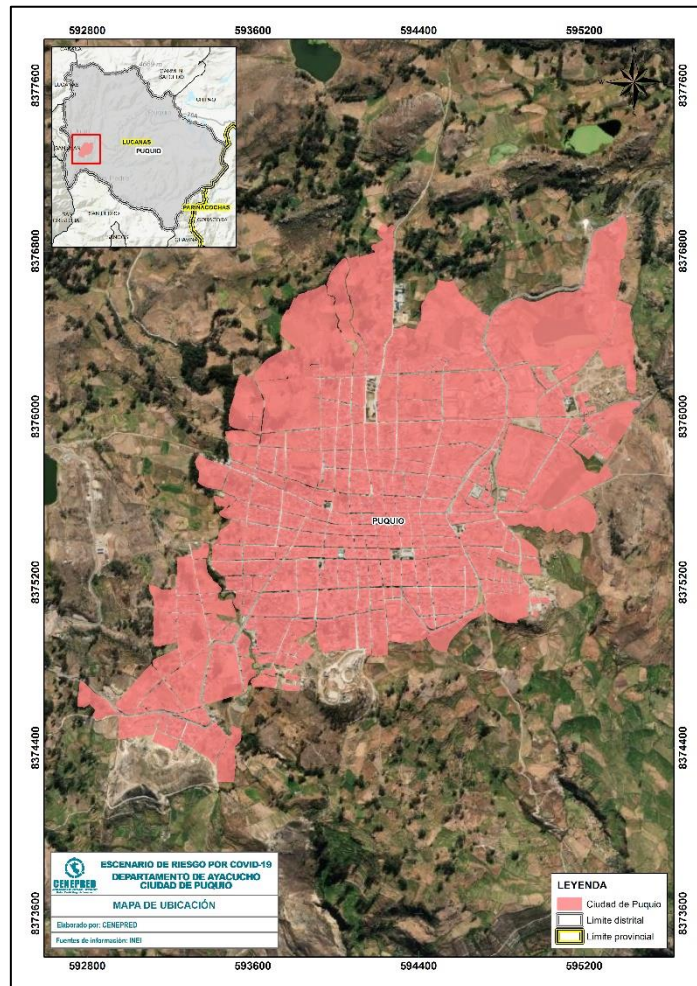 592800 593600 594400 595200
8377600
8376800
8376000
8375200
8374400
8373600
LUCANAS
PUQUIO
PARINACOCHAS
PUQUIO
8377600
8376800
8376000
8375200
8374400
8373600
CENEPRED
ESCENARIO DE RIESGO POR COVID-19
DEPARTAMENTO DE AYACUCHO
CIUDAD DE PUQUIO
MAPA DE UBICACIÓN
Elaborado por: CENEPRED
Fuentes de información: INEI
LEYENDA
Ciudad de Puquio
Límite distrital
Límite provincial
592800 593600 594400 595200